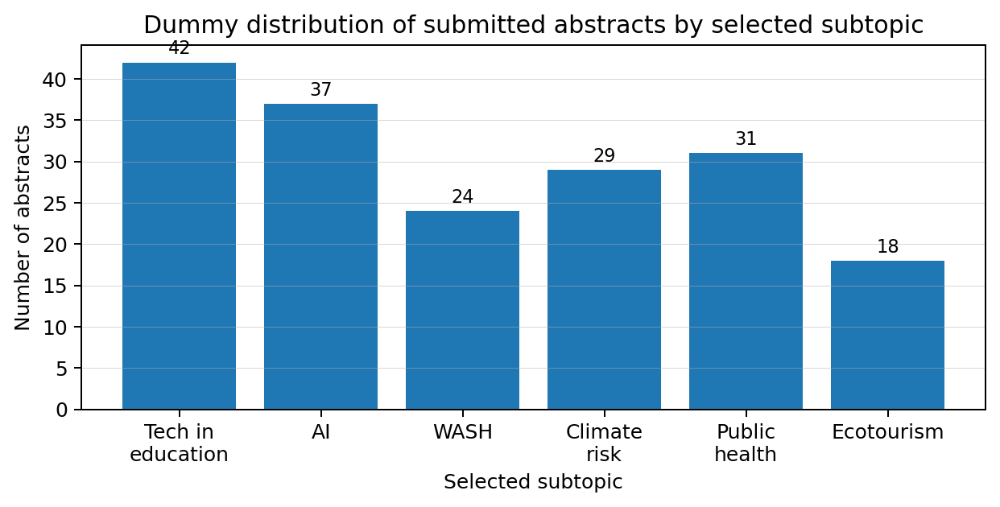 Dummy distribution of submitted abstracts by selected subtopic
Number of abstracts
40
35
30
25
20
15
10
5
0
42
37
24
29
31
18
Tech in
education
AI
WASH
Climate
risk
Public
health
Ecotourism
Selected subtopic